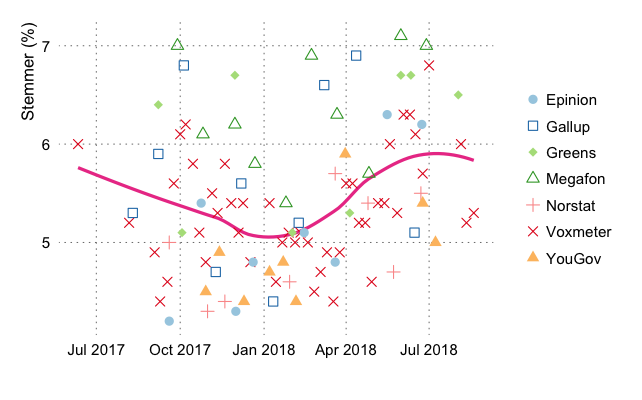 Stemmer (%)
7
6
5
Jul 2017 Oct 2017 Jan 2018 Apr 2018 Jul 2018
Epinion
Gallup
Greens
Megafon
Norstat
Voxmeter
YouGov